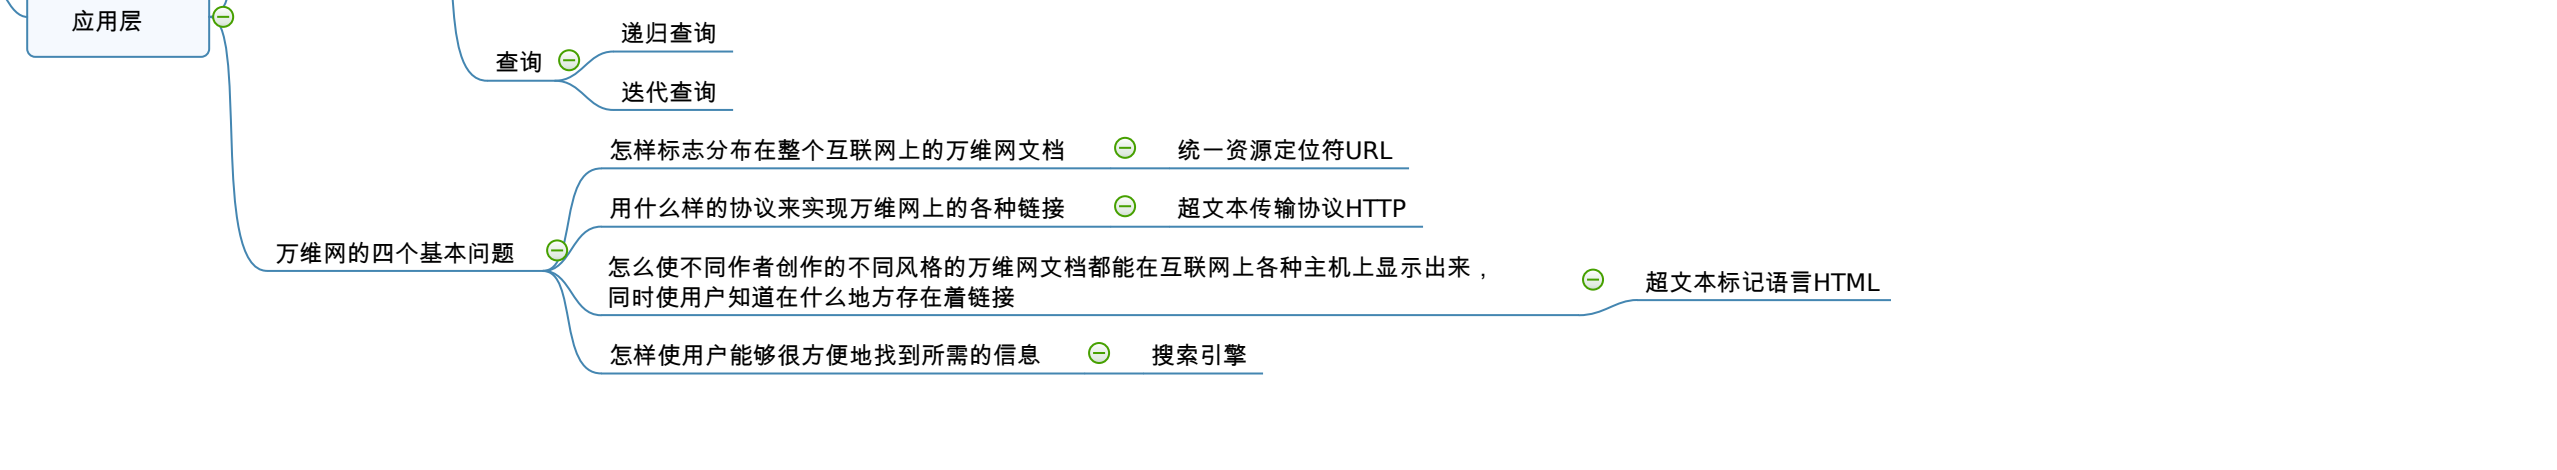 应用层
递归查询
查询
迭代查询
怎样标志分布在整个互联网上的万维网文档
统一资源定位符URL
用什么样的协议来实现万维网上的各种链接
超文本传输协议HTTP
万维网的四个基本问题
怎么使不同作者创作的不同风格的万维网文档都能在互联网上各种主机上显示出来，
同时使用户知道在什么地方存在着链接
超文本标记语言HTML
怎样使用户能够很方便地找到所需的信息
搜索引擎